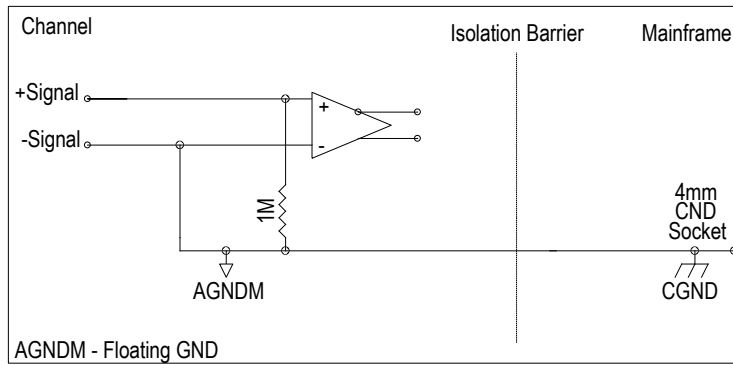 Channel
Isolation Barrier
Mainframe
+Signal
-Signal
+
-
1M
4mm
CND
Socket
AGNDM
CGND
AGNDM - Floating GND